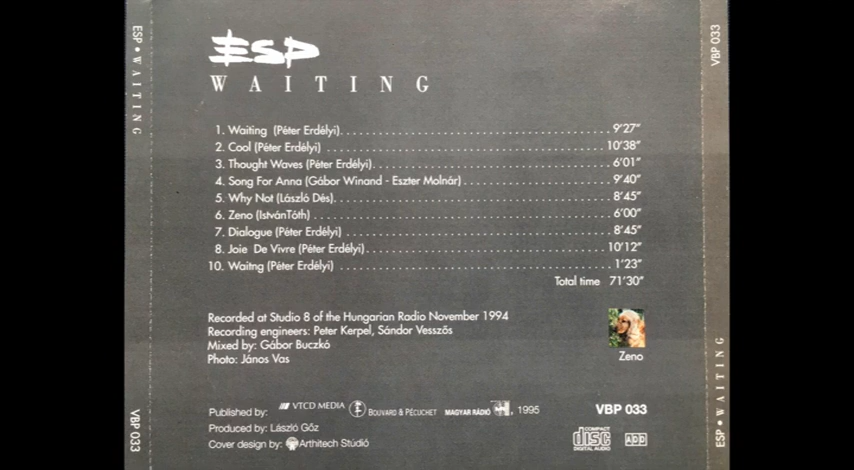 ESP
WAITING
1. Waiting (Péter Erdélyi) 9'27"
2. Cool (Péter Erdélyi) 10'38"
3. Thought Waves (Péter Erdélyi) 6'01"
4. Song For Anna (Gábor Winand - Eszter Molnár) 9'40"
5. Why Not (László Dés) 8'45"
6. Zeno (IstvánTóth) 6'00"
7. Dialogue (Péter Erdélyi) 8'45"
8. Joie De Vivre (Péter Erdélyi) 10'12"
10. Waitng (Péter Erdélyi) 1'23"
Total time 71'30"
Recorded at Studio 8 of the Hungarian Radio November 1994
Recording engineers: Peter Kerpel, Sándor Vesszős
Mixed by: Gábor Buczkó
Photo: János Vas
Zeno
Published by: VTCD MEDIA BOUVARD & PÉCUCHET MAGYAR RÁDIÓ , 1995
VBP 033
Produced by: László Gőz
Cover design by: Arthitech Stúdió
COMPACT disc DIGITAL AUDIO
ADD
ESP • WAITING
VBP 033
VBP 033
ESP • WAITING